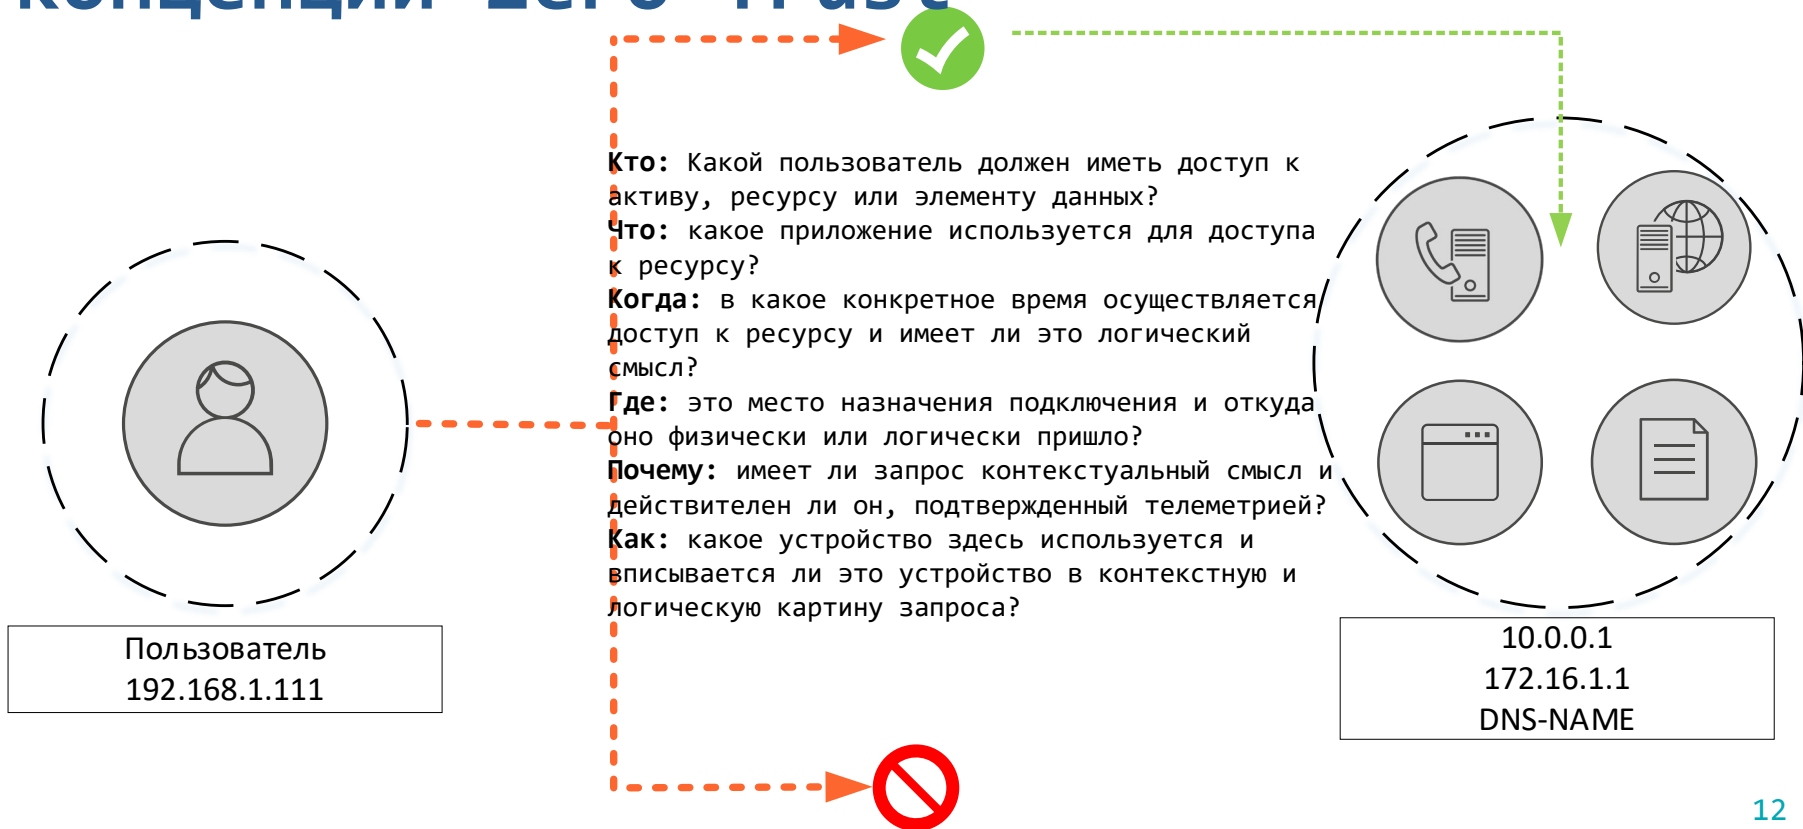 концепции Zero Trust
Кто: Какой пользователь должен иметь доступ к
активу, ресурсу или элементу данных?
Что: какое приложение используется для доступа
к ресурсу?
Когда: в какое конкретное время осуществляется
доступ к ресурсу и имеет ли это логический
смысл?
Где: это место назначения подключения и откуда
оно физически или логически пришло?
Почему: имеет ли запрос контекстуальный смысл и
действителен ли он, подтвержденный телеметрией?
Как: какое устройство здесь используется и
вписывается ли это устройство в контекстную и
логическую картину запроса?
Пользователь
192.168.1.111
10.0.0.1
172.16.1.1
DNS-NAME
12